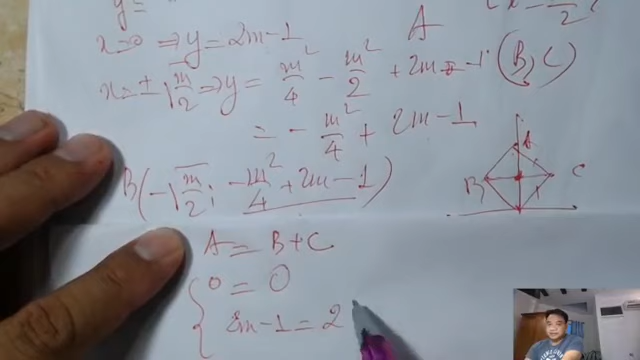 y =
x=0 ⇒ y = 2m-1 A
x = ±√(m/2) ⇒ y = m²/4 - m²/2 + 2m - 1 (B, C)
= - m²/4 + 2m - 1
B(-√(m/2); -m²/4 + 2m - 1)
A
B C
A = B + C
{ 0 = 0
2m-1 = 2